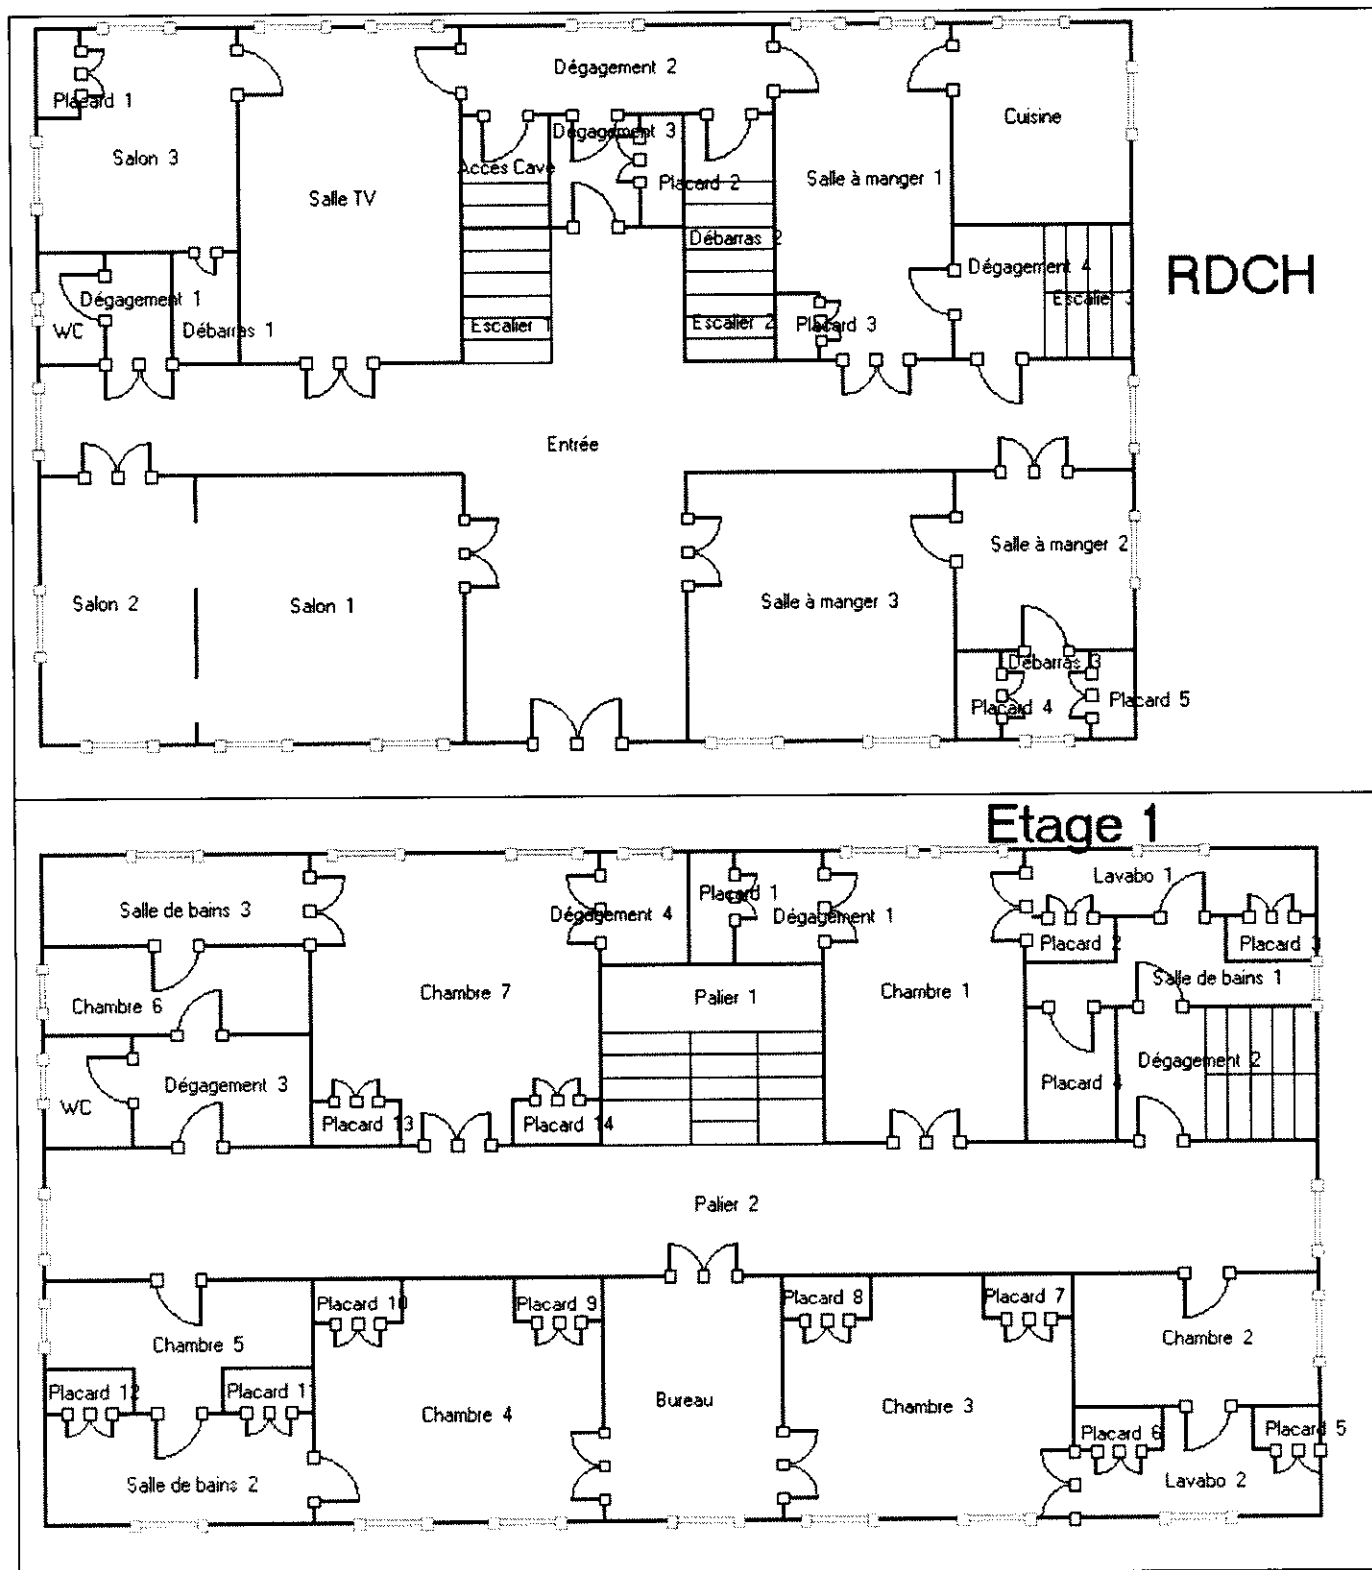 Dégagement 2
Placard 1
Cuisine
Dégagement 3
Salon 3
Accès Cave
Placard 2
Salle à manger 1
Salle TV
Débarras 2
Dégagement 4
RDCH
Dégagement 1
Escalier 3
WC
Débarras 1
Escalier 1
Escalier 2
Placard 3
Entrée
Salle à manger 2
Salon 2
Salon 1
Salle à manger 3
Débarras 3
Placard 4
Placard 5
Etage 1
Lavabo 1
Placard 1
Salle de bains 3
Dégagement 4
Dégagement 1
Placard 2
Placard 3
Salle de bains 1
Chambre 6
Chambre 7
Palier 1
Chambre 1
Dégagement 2
Dégagement 3
Placard 4
WC
Placard 13
Placard 14
Palier 2
Placard 10
Placard 9
Placard 8
Placard 7
Chambre 5
Chambre 2
Placard 12
Placard 11
Bureau
Chambre 4
Chambre 3
Placard 6
Placard 5
Salle de bains 2
Lavabo 2